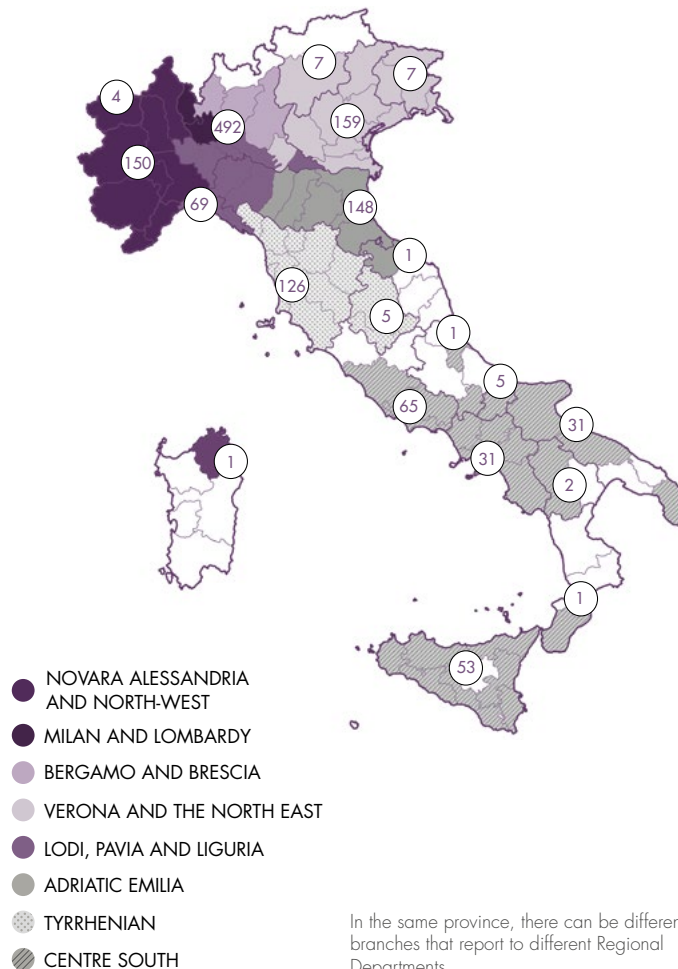 7
7
4
492
159
150
69
148
1
126
5
1
5
65
31
31
1
2
1
53
NOVARA ALESSANDRIA
AND NORTH-WEST
MILAN AND LOMBARDY
BERGAMO AND BRESCIA
VERONA AND THE NORTH EAST
LODI, PAVIA AND LIGURIA
ADRIATIC EMILIA
TYRRHENIAN
CENTRE SOUTH
In the same province, there can be differen
branches that report to different Regional
Departments